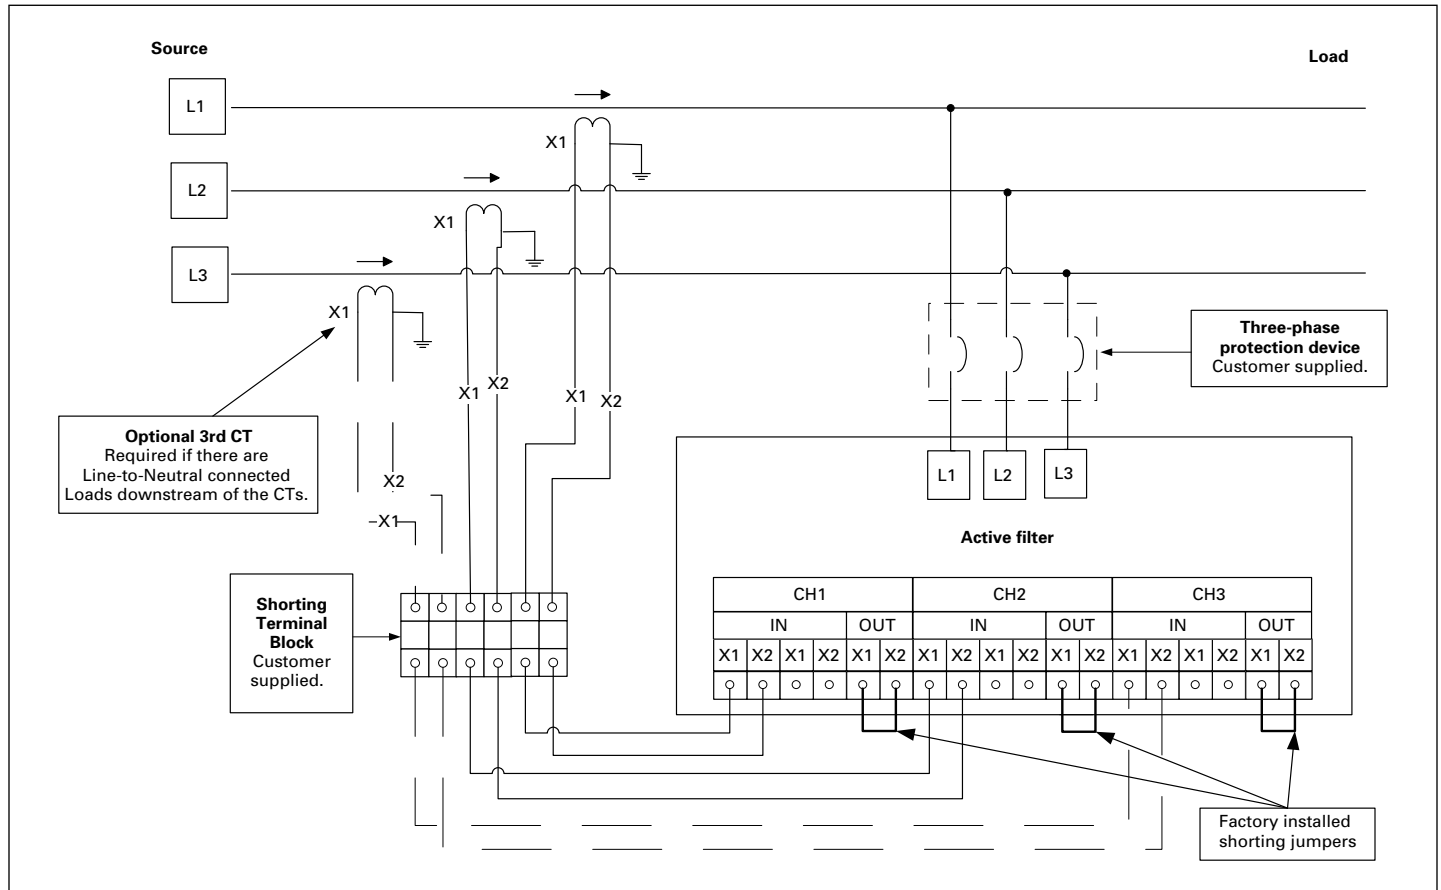 Source
Load
L1
X1
L2
X1
L3
X1
Three-phase
protection device
Customer supplied.
X1
X2
X1
X2
Optional 3rd CT
Required if there are
Line-to-Neutral connected
Loads downstream of the CTs.
X2
X1
L1
L2
L3
Active filter
Shorting
Terminal
Block
Customer
supplied.
CH1 CH2 CH3
IN OUT IN OUT IN OUT
X1 X2 X1 X2 X1 X2 X1 X2 X1 X2 X1 X2 X1 X2 X1 X2 X1 X2
Factory installed
shorting jumpers